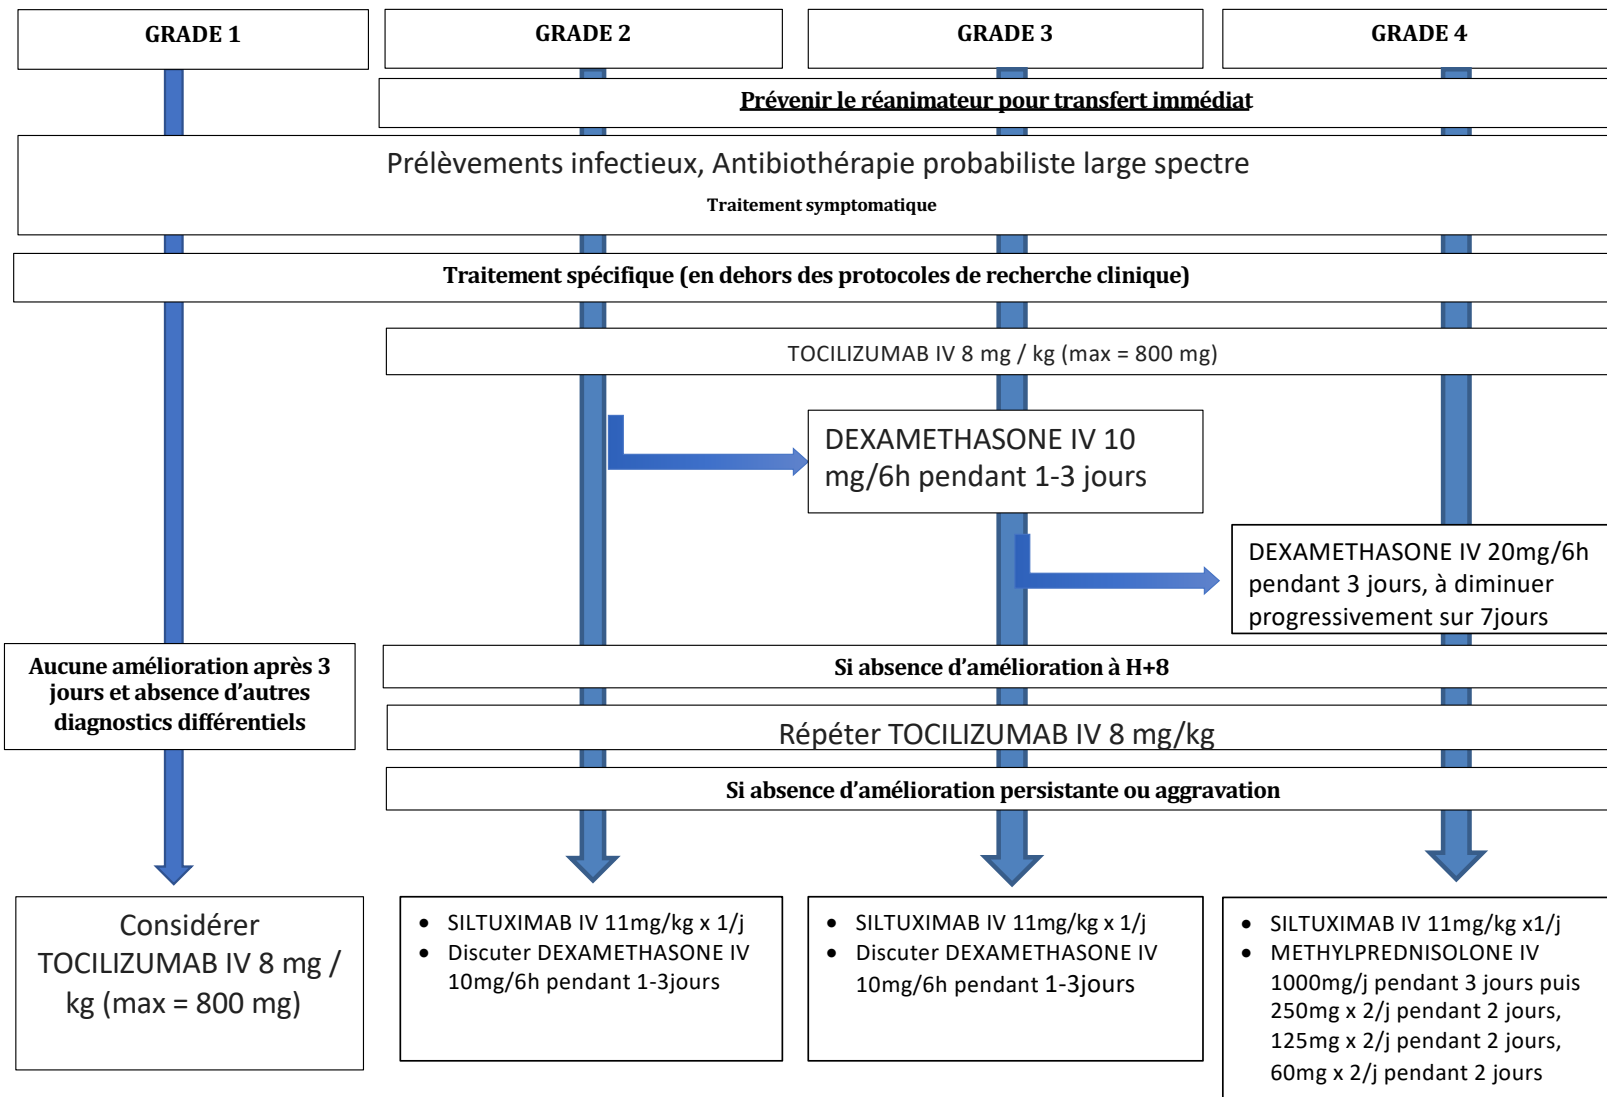 GRADE 1
GRADE 2
GRADE 3
GRADE 4
Prévenir le réanimateur pour transfert immédiat
Prélèvements infectieux, Antibiothérapie probabiliste large spectre
Traitement symptomatique
Traitement spécifique (en dehors des protocoles de recherche clinique)
TOCILIZUMAB IV 8 mg / kg (max = 800 mg)
DEXAMETHASONE IV 10
mg/6h pendant 1-3 jours
DEXAMETHASONE IV 20mg/6h
pendant 3 jours, à diminuer
progressivement sur 7jours
Aucune amélioration après 3
jours et absence d’autres
diagnostics différentiels
Si absence d’amélioration à H+8
Répéter TOCILIZUMAB IV 8 mg/kg
Si absence d’amélioration persistante ou aggravation
Considérer
TOCILIZUMAB IV 8 mg /
kg (max = 800 mg)
• SILTUXIMAB IV 11mg/kg x 1/j
• Discuter DEXAMETHASONE IV
10mg/6h pendant 1-3jours
• SILTUXIMAB IV 11mg/kg x 1/j
• Discuter DEXAMETHASONE IV
10mg/6h pendant 1-3jours
• SILTUXIMAB IV 11mg/kg x1/j
• METHYLPREDNISOLONE IV
1000mg/j pendant 3 jours puis
250mg x 2/j pendant 2 jours,
125mg x 2/j pendant 2 jours,
60mg x 2/j pendant 2 jours